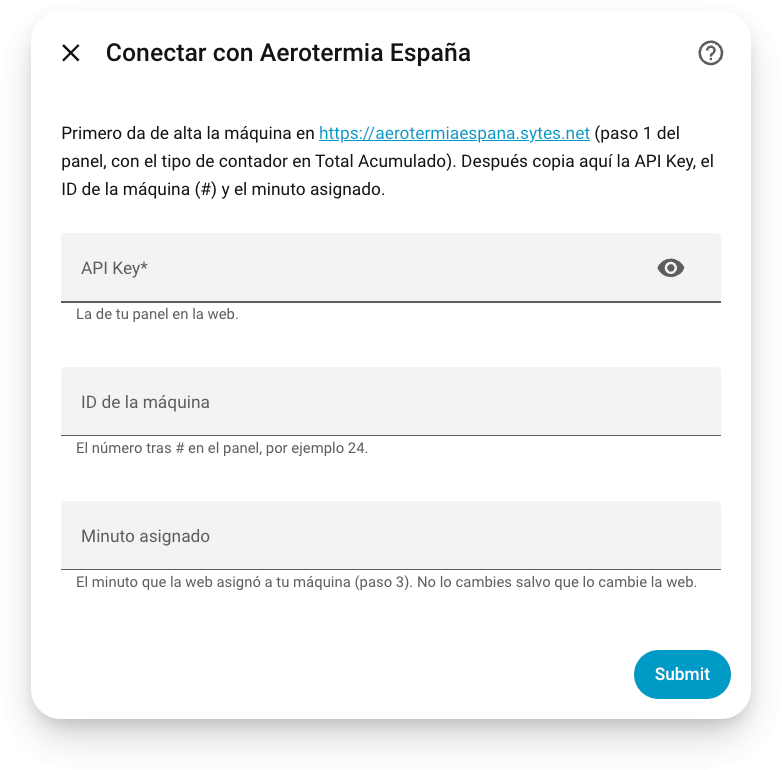 Conectar con Aerotermia España
Primero da de alta la máquina en https://aerotermiaespana.sytes.net (paso 1 del
panel, con el tipo de contador en Total Acumulado). Después copia aquí la API Key, el
ID de la máquina (#) y el minuto asignado.
API Key*
La de tu panel en la web.
ID de la máquina
El número tras # en el panel, por ejemplo 24.
Minuto asignado
El minuto que la web asignó a tu máquina (paso 3). No lo cambies salvo que lo cambie la web.
Submit